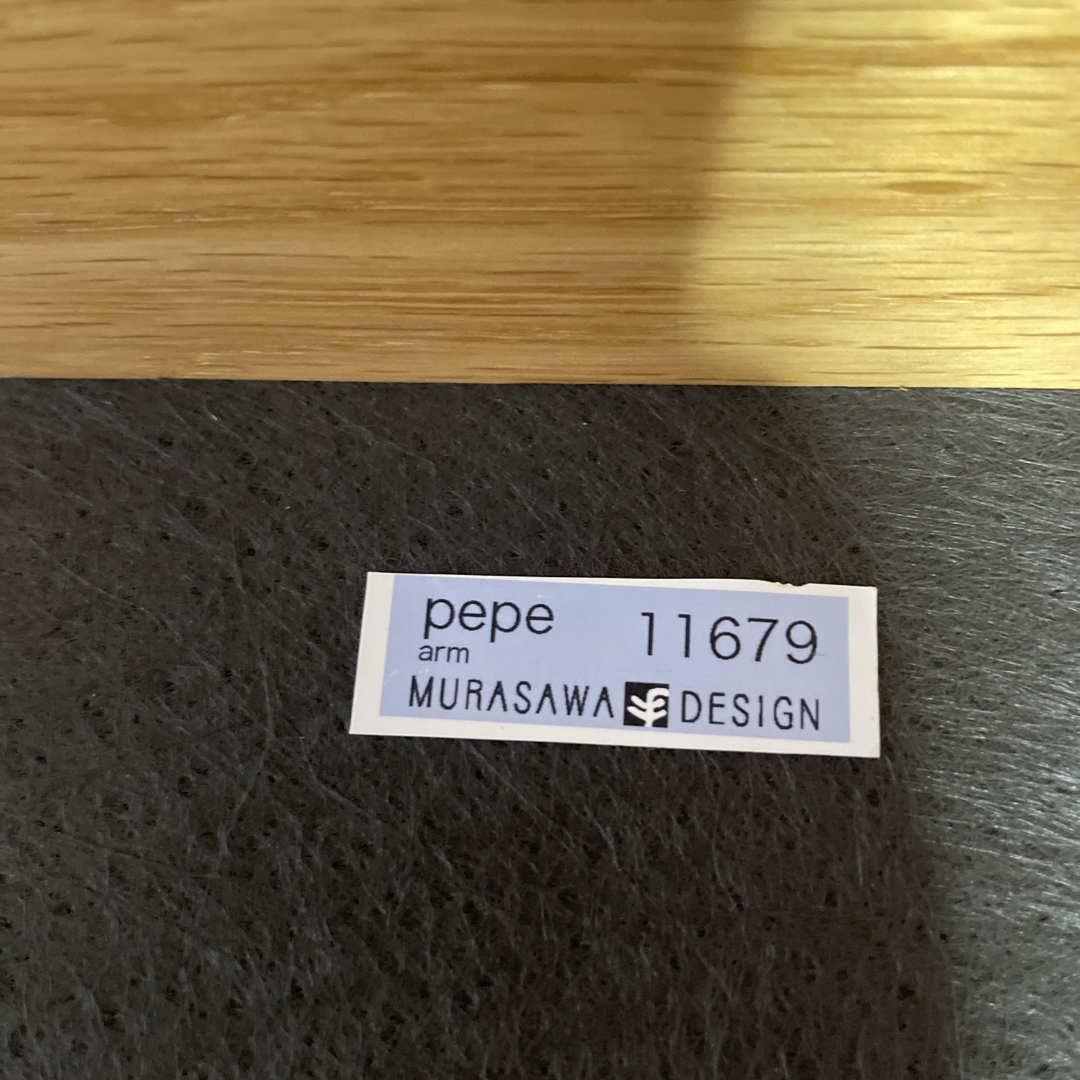 pepe 11679
arm
MURASAWA DESIGN